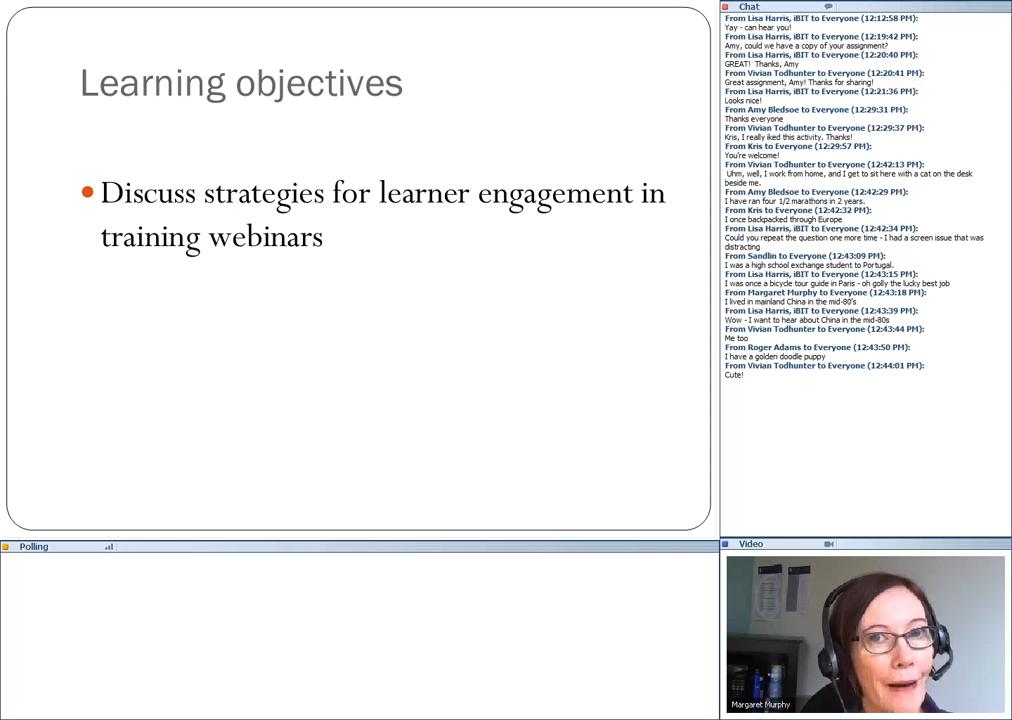 Learning objectives
Discuss strategies for learner engagement in
training webinars
Chat
From Lisa Harris, iBIT to Everyone (12:12:58 PM):
Yay - can hear you!
From Lisa Harris, iBIT to Everyone (12:19:42 PM):
Amy, could we have a copy of your assignment?
From Lisa Harris, iBIT to Everyone (12:20:40 PM):
GREAT! Thanks, Amy
From Vivian Todhunter to Everyone (12:20:41 PM):
Great assignment, Amy! Thanks for sharing!
From Lisa Harris, iBIT to Everyone (12:21:36 PM):
Looks nice!
From Amy Bledsoe to Everyone (12:29:31 PM):
Thanks everyone
From Vivian Todhunter to Everyone (12:29:37 PM):
Kris, I really iked this activity. Thanks!
From Kris to Everyone (12:29:57 PM):
You're welcome!
From Vivian Todhunter to Everyone (12:42:13 PM):
Uhm, well, I work from home, and I get to sit here with a cat on the desk
beside me.
From Amy Bledsoe to Everyone (12:42:29 PM):
I have ran four 1/2 marathons in 2 years.
From Kris to Everyone (12:42:32 PM):
I once backpacked through Europe
From Lisa Harris, iBIT to Everyone (12:42:34 PM):
Could you repeat the question one more time - I had a screen issue that was
distracting
From Sandlin to Everyone (12:43:09 PM):
I was a high school exchange student to Portugal.
From Lisa Harris, iBIT to Everyone (12:43:15 PM):
I was once a bicycle tour guide in Paris - oh golly the lucky best job
From Margaret Murphy to Everyone (12:43:18 PM):
I lived in mainland China in the mid-80's
From Lisa Harris, iBIT to Everyone (12:43:39 PM):
Wow - I want to hear about China in the mid-80s
From Vivian Todhunter to Everyone (12:43:44 PM):
Me too
From Roger Adams to Everyone (12:43:50 PM):
I have a golden doodle puppy
From Vivian Todhunter to Everyone (12:44:01 PM):
Cute!
Polling
Video
Margaret Murphy